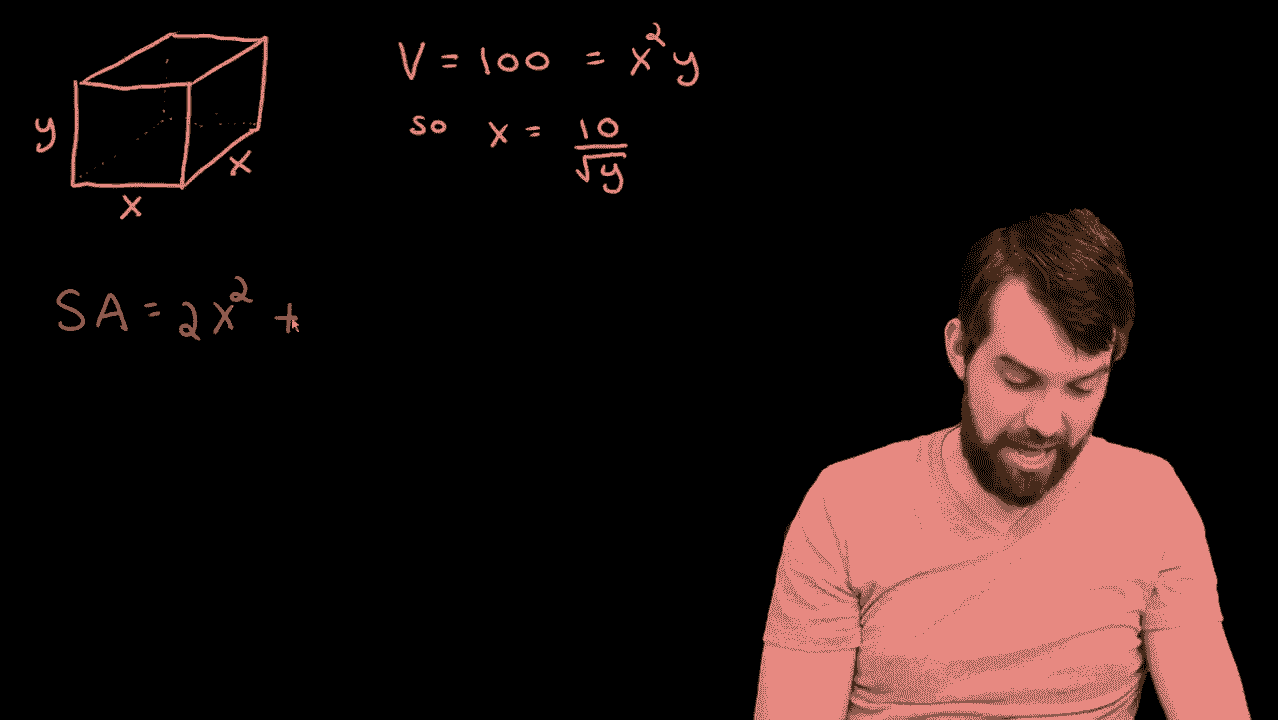 V = 100 = x²y
so x = 10/√y
y
x
x
SA = 2x² +